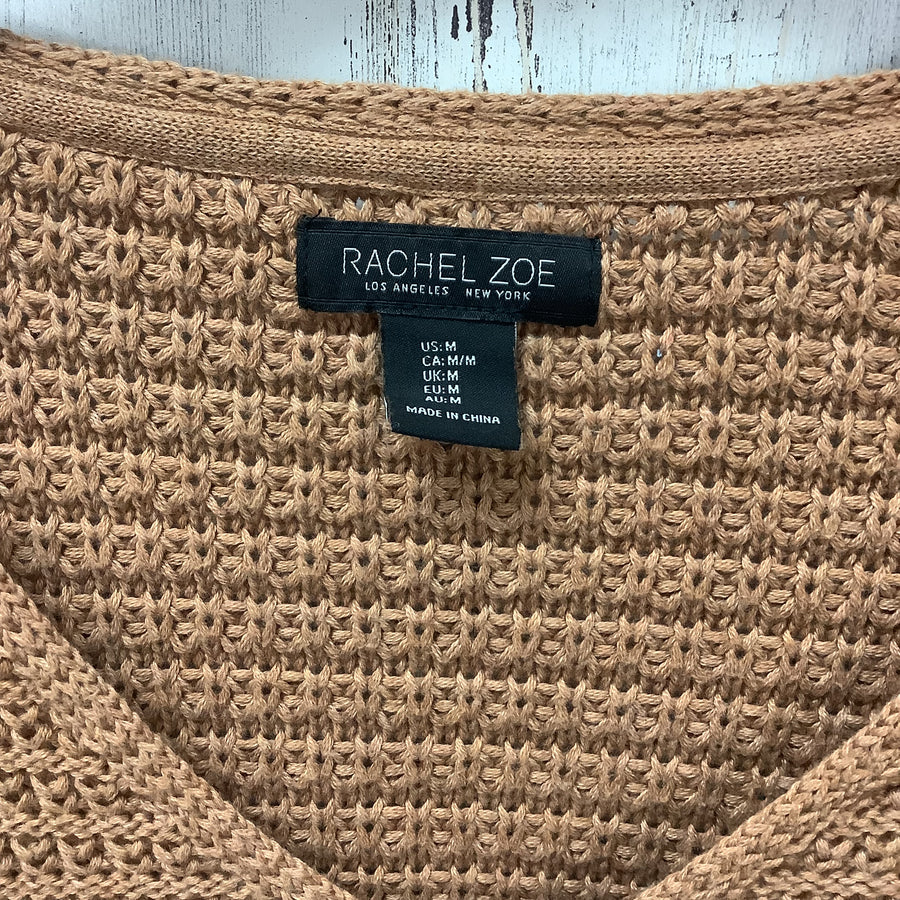 RACHEL ZOE
LOS ANGELES NEW YORK
US: M
CA: M/M
UK: M
EU: M
AU: M
MADE IN CHINA